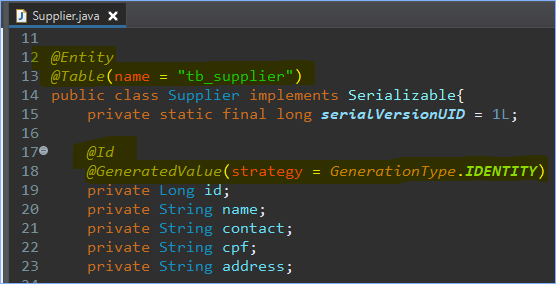 Supplier.java
11
12 @Entity
13 @Table(name = "tb_supplier")
14 public class Supplier implements Serializable{
15 private static final long serialVersionUID = 1L;
16
17 @Id
18 @GeneratedValue(strategy = GenerationType.IDENTITY)
19 private Long id;
20 private String name;
21 private String contact;
22 private String cpf;
23 private String address;
24